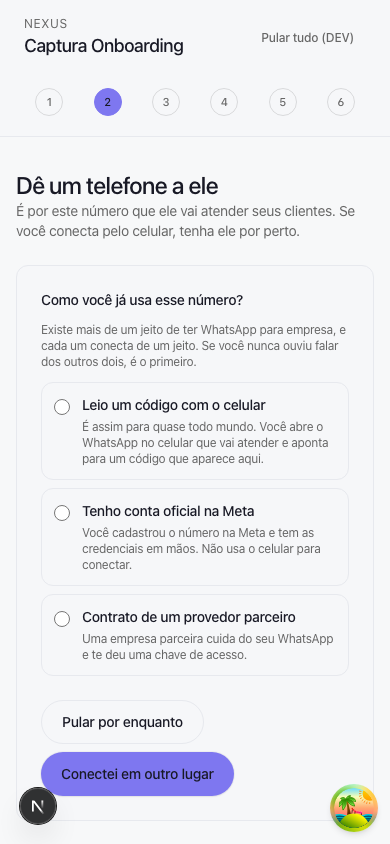 NEXUS
Captura Onboarding
Pular tudo (DEV)
1 2 3 4 5 6
Dê um telefone a ele
É por este número que ele vai atender seus clientes. Se
você conecta pelo celular, tenha ele por perto.
Como você já usa esse número?
Existe mais de um jeito de ter WhatsApp para empresa, e
cada um conecta de um jeito. Se você nunca ouviu falar
dos outros dois, é o primeiro.
Leio um código com o celular
É assim para quase todo mundo. Você abre o
WhatsApp no celular que vai atender e aponta
para um código que aparece aqui.
Tenho conta oficial na Meta
Você cadastrou o número na Meta e tem as
credenciais em mãos. Não usa o celular para
conectar.
Contrato de um provedor parceiro
Uma empresa parceira cuida do seu WhatsApp
e te deu uma chave de acesso.
Pular por enquanto
Conectei em outro lugar
N